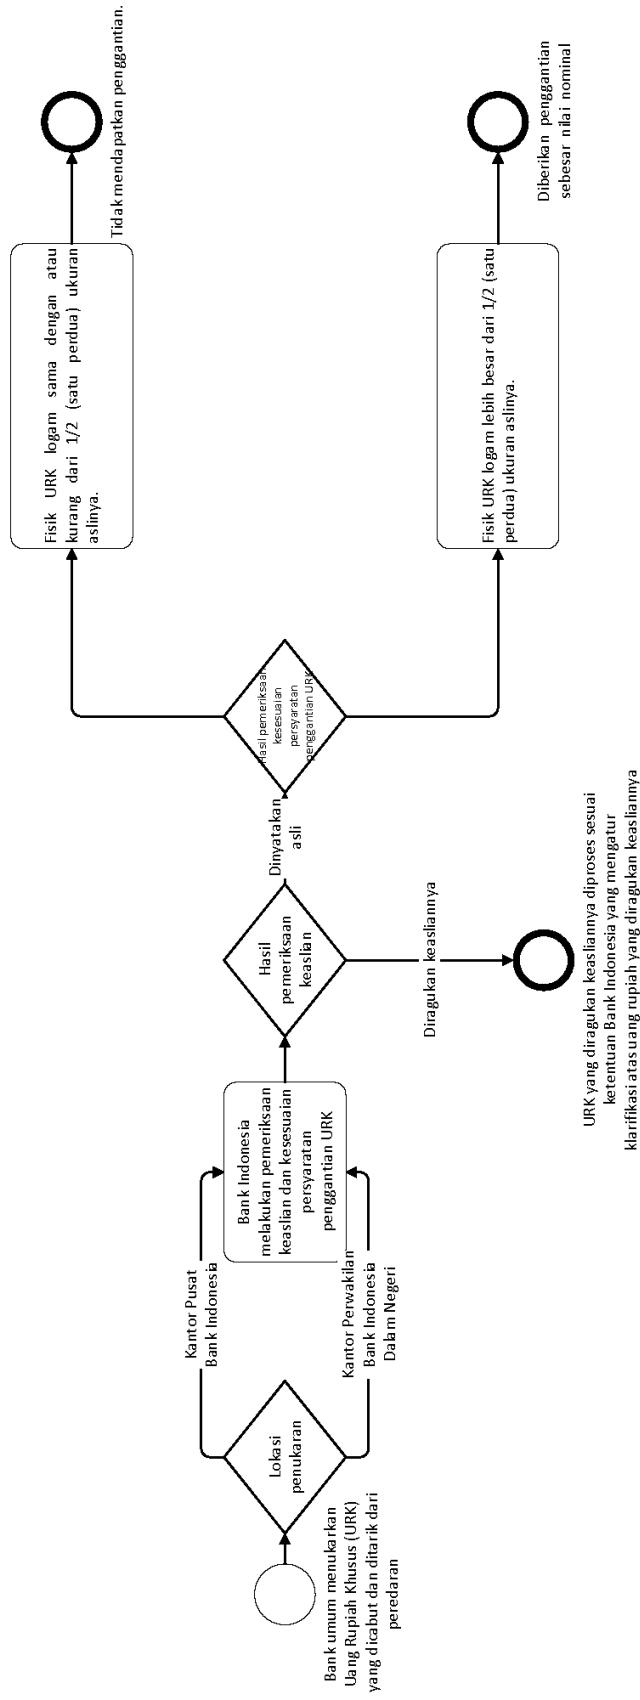 Bank umum menukarkan
Uang Rupiah Khusus (URK)
yang dicabut dan ditarik dari
peredaran
Lokasi
penukaran
Kantor Pusat
Bank Indonesia
Kantor Perwakilan
Bank Indonesia
Dalam Negeri
Bank Indonesia
melakukan pemeriksaan
keaslian dan kesesuaian
persyaratan
penggantian URK
Hasil
pemeriksaan
keaslian
Diragukan keasliannya
URK yang diragukan keasliannya diproses sesuai
ketentuan Bank Indonesia yang mengatur
klarifikasi atas uang rupiah yang diragukan keasliannya
Dinyatakan
asli
Hasil pemeriksaan
kesesuaian
persyaratan
penggantian URK
Fisik URK logam sama dengan atau
kurang dari 1/2 (satu perdua) ukuran
aslinya.
Tidak mendapatkan penggantian.
Fisik URK logam lebih besar dari 1/2 (satu
perdua) ukuran aslinya.
Diberikan penggantian
sebesar nilai nominal